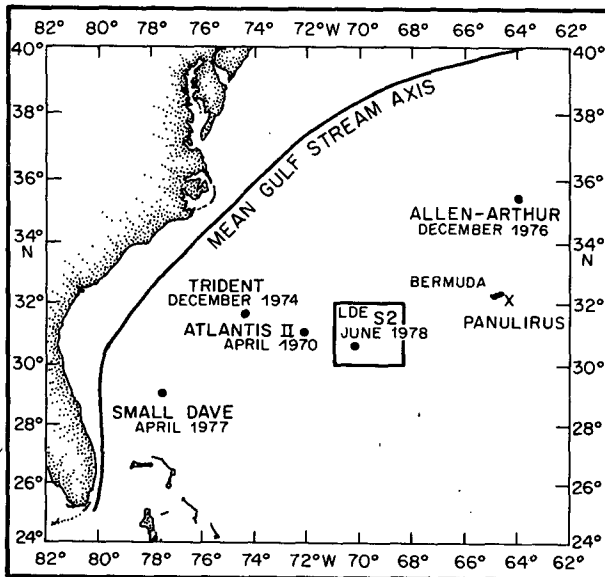 82° 80° 78° 76° 74° 72° 70° 68° 66° 64° 62°
40° 40°
38° 38°
36° 36°
34° 34°
N N
32° 32°
30° 30°
28° 28°
26° 26°
24° 24°
MEAN GULF STREAM AXIS
ALLEN-ARTHUR
DECEMBER 1976
BERMUDA
X
PANULIRUS
TRIDENT
DECEMBER 1974
ATLANTIS II
APRIL 1970
LDE S2
JUNE 1978
SMALL DAVE
APRIL 1977
82° 80° 78° 76° 74° 72°W 70° 68° 66° 64° 62°